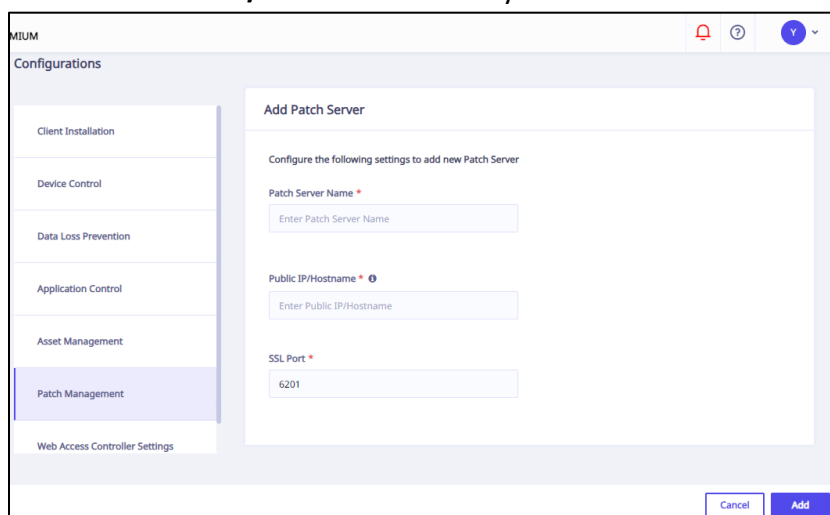 MIUM
Y
Configurations
Client Installation
Device Control
Data Loss Prevention
Application Control
Asset Management
Patch Management
Web Access Controller Settings
Add Patch Server
Configure the following settings to add new Patch Server
Patch Server Name *
Enter Patch Server Name
Public IP/Hostname *
Enter Public IP/Hostname
SSL Port *
6201
Cancel
Add